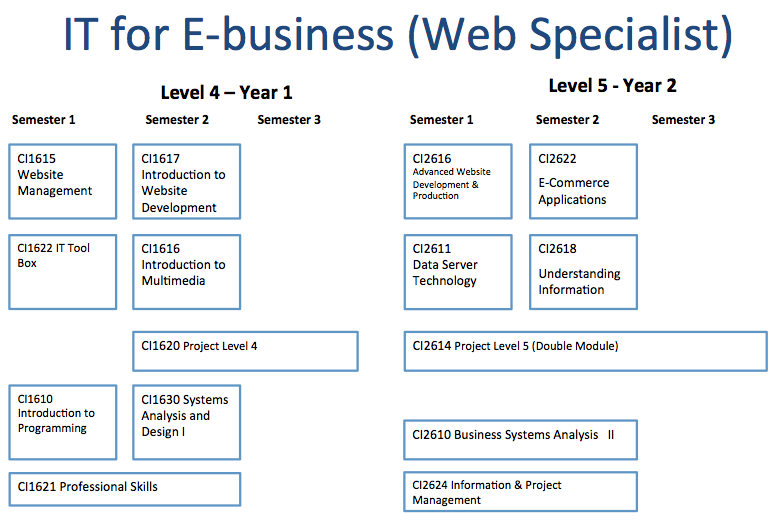 IT for E-business (Web Specialist)
Level 4 – Year 1
Semester 1 Semester 2 Semester 3
CI1615
Website
Management
CI1617
Introduction to
Website
Development
CI1622 IT Tool
Box
CI1616
Introduction to
Multimedia
CI1620 Project Level 4
CI1610
Introduction to
Programming
CI1630 Systems
Analysis and
Design I
CI1621 Professional Skills
Level 5 - Year 2
Semester 1 Semester 2 Semester 3
CI2616
Advanced Website
Development &
Production
CI2622
E-Commerce
Applications
CI2611
Data Server
Technology
CI2618
Understanding
Information
CI2614 Project Level 5 (Double Module)
CI2610 Business Systems Analysis II
CI2624 Information & Project
Management